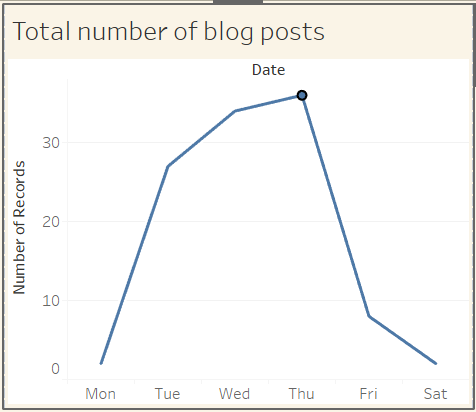 Total number of blog posts
Date
Number of Records
30
20
10
0
Mon Tue Wed Thu Fri Sat